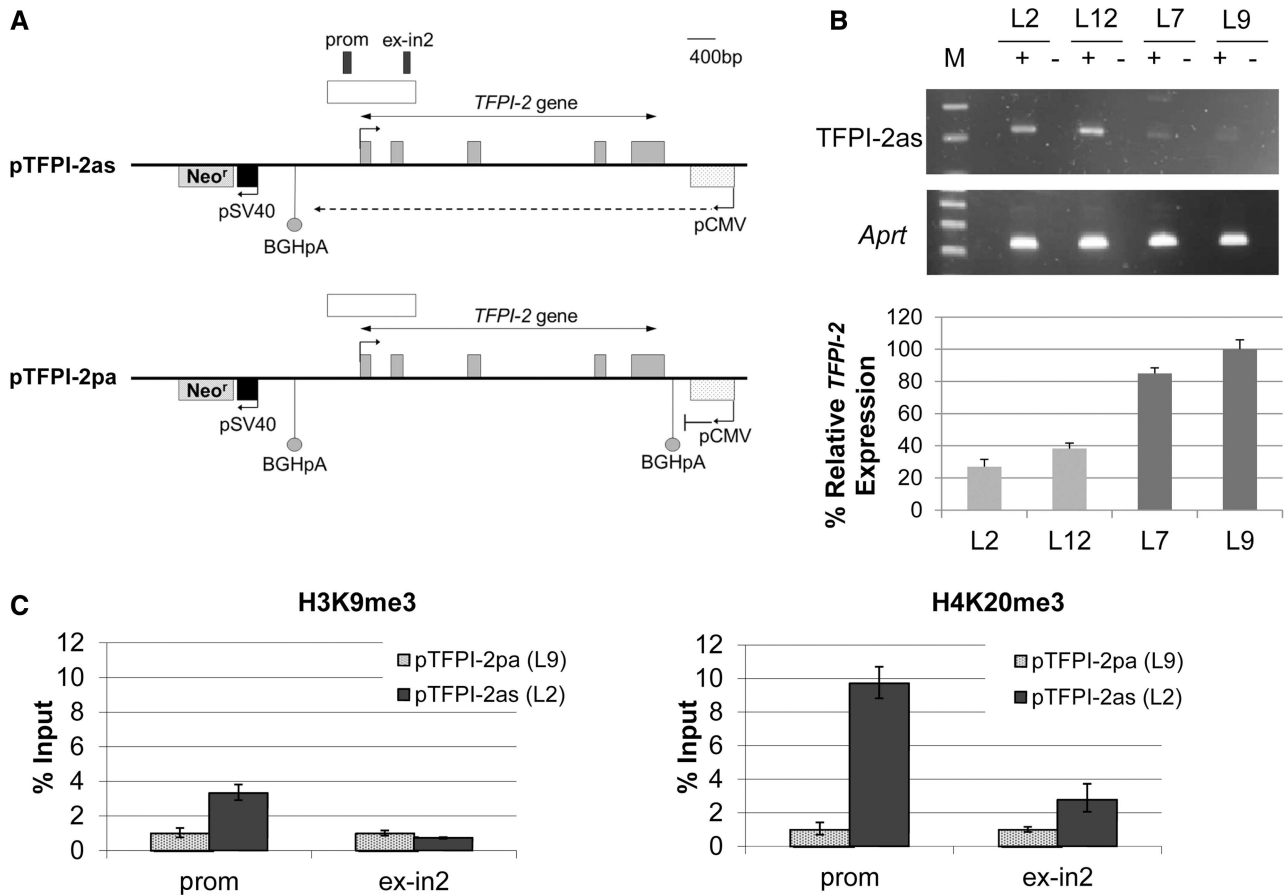 A
prom
ex-in2
400bp
TFPI-2 gene
pTFPI-2as
Neoʳ
pSV40
BGHpA
pCMV
TFPI-2 gene
pTFPI-2pa
Neoʳ
pSV40
BGHpA
BGHpA
pCMV
B
L2 L12 L7 L9
M + - + - + - + -
TFPI-2as
Aprt
% Relative TFPI-2
Expression
120
100
80
60
40
20
0
L2 L12 L7 L9
C
H3K9me3
% Input
12
10
8
6
4
2
0
pTFPI-2pa (L9)
pTFPI-2as (L2)
prom ex-in2
H4K20me3
% Input
12
10
8
6
4
2
0
pTFPI-2pa (L9)
pTFPI-2as (L2)
prom ex-in2